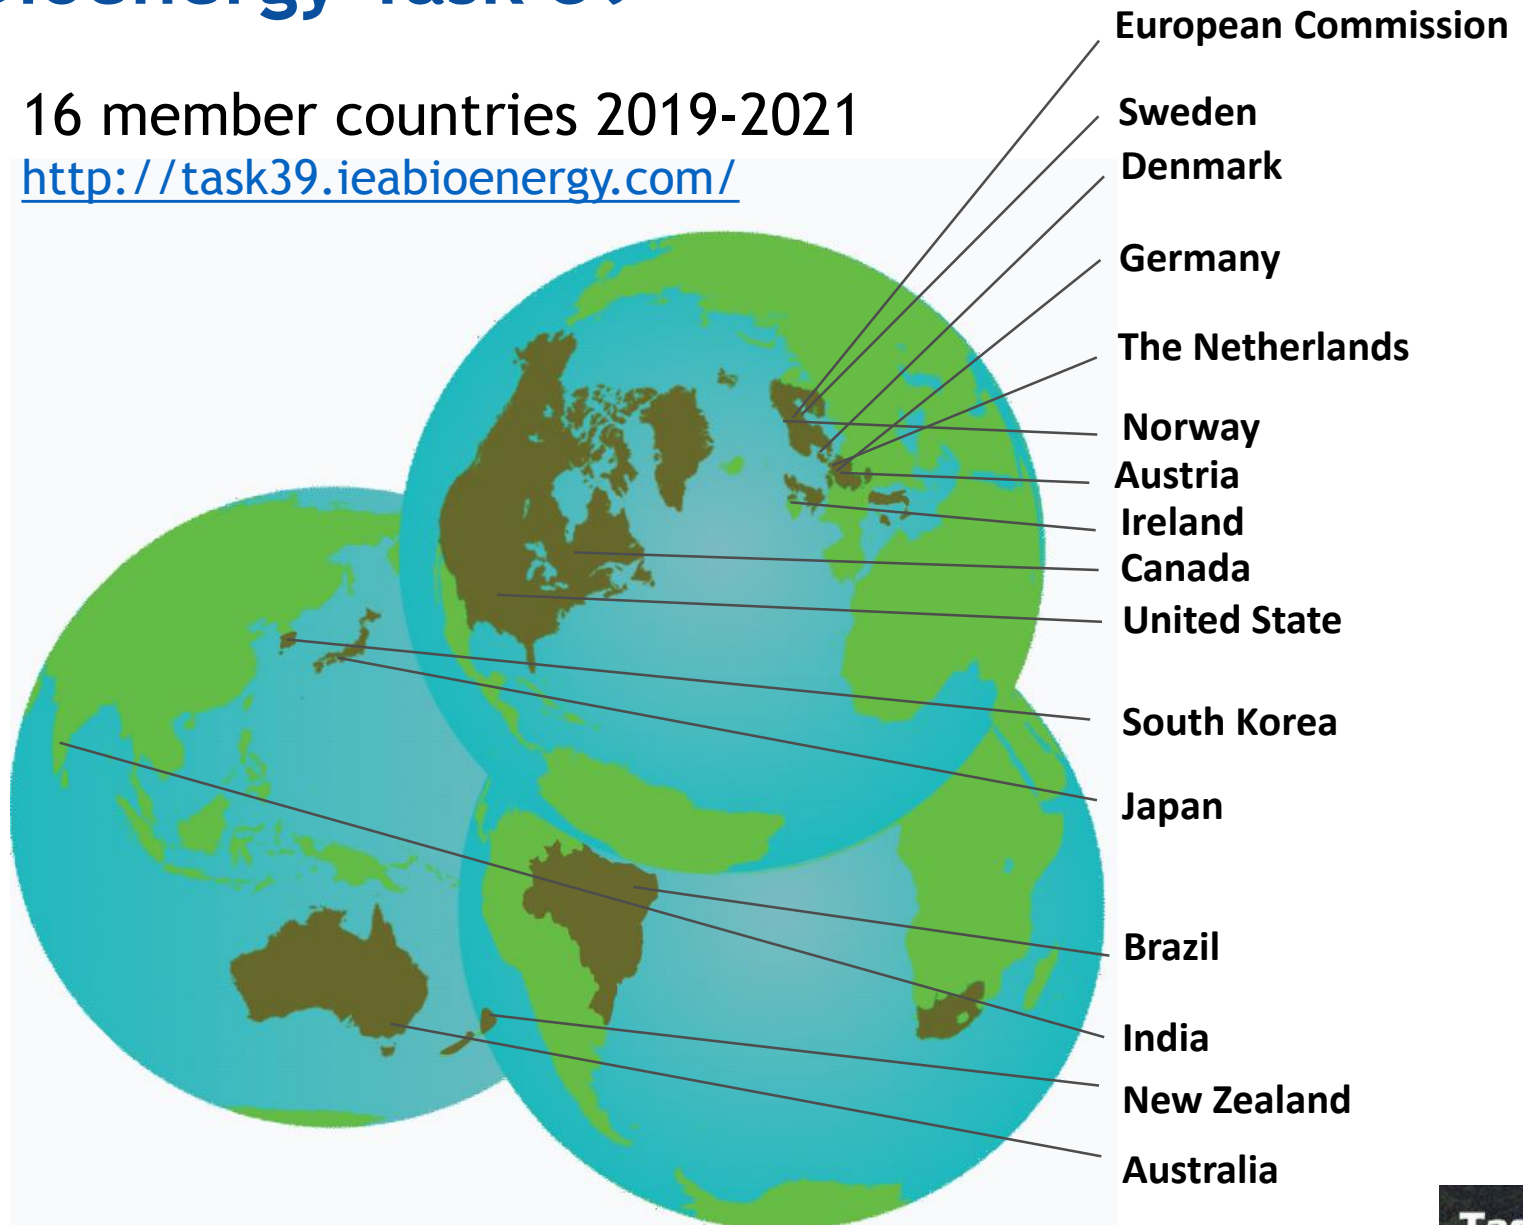 16 member countries 2019-2021
http://task39.ieabioenergy.com/
European Commission
Sweden
Denmark
Germany
The Netherlands
Norway
Austria
Ireland
Canada
United State
South Korea
Japan
Brazil
India
New Zealand
Australia